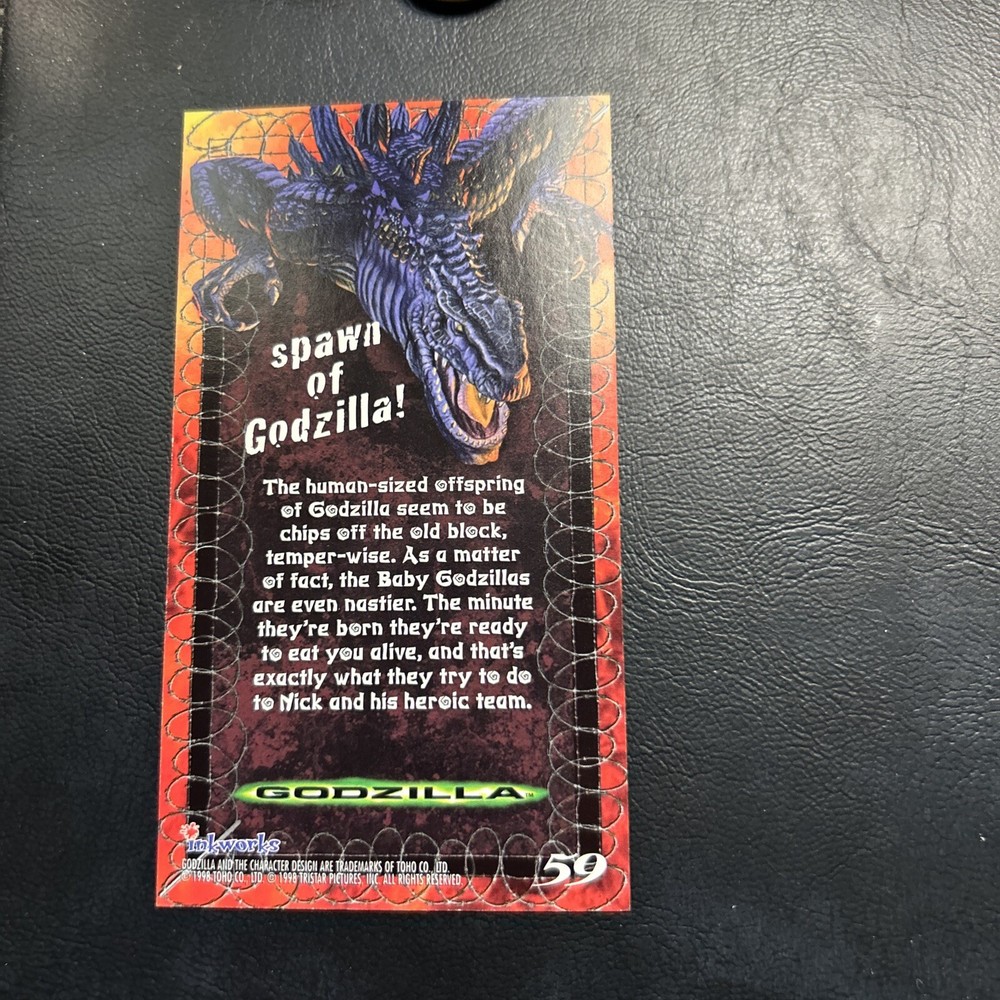 spawn
of
Godzilla!
The human-sized offspring
of Godzilla seem to be
chips off the old block,
temper-wise. As a matter
of fact, the Baby Godzillas
are even nastier. The minute
they're born they're ready
to eat you alive, and that's
exactly what they try to do
to Nick and his heroic team.
GODZILLA™
inkworks
GODZILLA AND THE CHARACTER DESIGN ARE TRADEMARKS OF TOHO CO., LTD.
© 1998 TOHO CO., LTD. © 1998 TRISTAR PICTURES, INC. ALL RIGHTS RESERVED
59